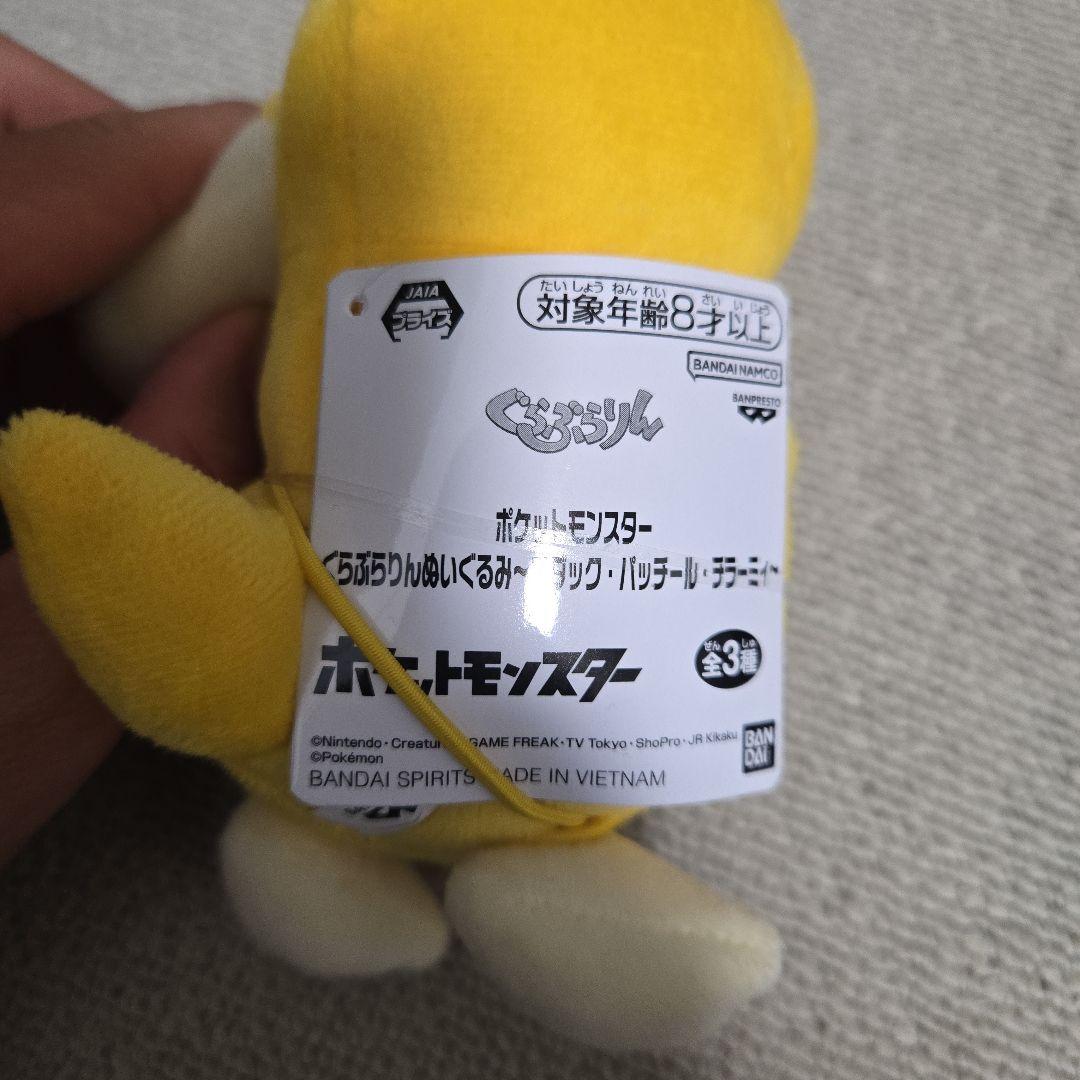 JAIA
プライズ
たいしょうねんれい さいいじょう
対象年齢8才以上
BANDAI NAMCO
BANPRESTO
ぐらぶらりん
ポケットモンスター
ぐらぶらりんぬいぐるみ~ ダック・パッチール・チラーミィ~
ポケットモンスター
ぜん しゅ
全3種
©Nintendo・Creatur GAME FREAK・TV Tokyo・ShoPro・JR Kikaku
©Pokémon
BANDAI SPIRITS ADE IN VIETNAM
BAN
DAI